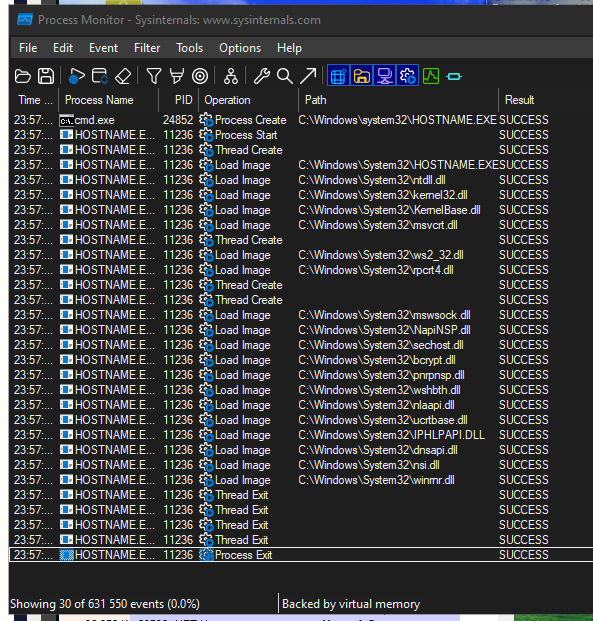 Process Monitor - Sysinternals: www.sysinternals.com
File Edit Event Filter Tools Options Help
Time ... Process Name PID Operation Path Result
23:57:... cmd.exe 24852 Process Create C:\Windows\system32\HOSTNAME.EXE SUCCESS
23:57:... HOSTNAME.E... 11236 Process Start SUCCESS
23:57:... HOSTNAME.E... 11236 Thread Create SUCCESS
23:57:... HOSTNAME.E... 11236 Load Image C:\Windows\System32\HOSTNAME.EXE SUCCESS
23:57:... HOSTNAME.E... 11236 Load Image C:\Windows\System32\ntdll.dll SUCCESS
23:57:... HOSTNAME.E... 11236 Load Image C:\Windows\System32\kernel32.dll SUCCESS
23:57:... HOSTNAME.E... 11236 Load Image C:\Windows\System32\KernelBase.dll SUCCESS
23:57:... HOSTNAME.E... 11236 Load Image C:\Windows\System32\msvcrt.dll SUCCESS
23:57:... HOSTNAME.E... 11236 Thread Create SUCCESS
23:57:... HOSTNAME.E... 11236 Load Image C:\Windows\System32\ws2_32.dll SUCCESS
23:57:... HOSTNAME.E... 11236 Load Image C:\Windows\System32\rpcrt4.dll SUCCESS
23:57:... HOSTNAME.E... 11236 Thread Create SUCCESS
23:57:... HOSTNAME.E... 11236 Thread Create SUCCESS
23:57:... HOSTNAME.E... 11236 Load Image C:\Windows\System32\mswsock.dll SUCCESS
23:57:... HOSTNAME.E... 11236 Load Image C:\Windows\System32\NapiNSP.dll SUCCESS
23:57:... HOSTNAME.E... 11236 Load Image C:\Windows\System32\sechost.dll SUCCESS
23:57:... HOSTNAME.E... 11236 Load Image C:\Windows\System32\bcrypt.dll SUCCESS
23:57:... HOSTNAME.E... 11236 Load Image C:\Windows\System32\pnrpnsp.dll SUCCESS
23:57:... HOSTNAME.E... 11236 Load Image C:\Windows\System32\wshbth.dll SUCCESS
23:57:... HOSTNAME.E... 11236 Load Image C:\Windows\System32\nlaapi.dll SUCCESS
23:57:... HOSTNAME.E... 11236 Load Image C:\Windows\System32\ucrtbase.dll SUCCESS
23:57:... HOSTNAME.E... 11236 Load Image C:\Windows\System32\IPHLPAPI.DLL SUCCESS
23:57:... HOSTNAME.E... 11236 Load Image C:\Windows\System32\dnsapi.dll SUCCESS
23:57:... HOSTNAME.E... 11236 Load Image C:\Windows\System32\nsi.dll SUCCESS
23:57:... HOSTNAME.E... 11236 Load Image C:\Windows\System32\winrnr.dll SUCCESS
23:57:... HOSTNAME.E... 11236 Thread Exit SUCCESS
23:57:... HOSTNAME.E... 11236 Thread Exit SUCCESS
23:57:... HOSTNAME.E... 11236 Thread Exit SUCCESS
23:57:... HOSTNAME.E... 11236 Thread Exit SUCCESS
23:57:... HOSTNAME.E... 11236 Process Exit SUCCESS
Showing 30 of 631 550 events (0.0%) Backed by virtual memory